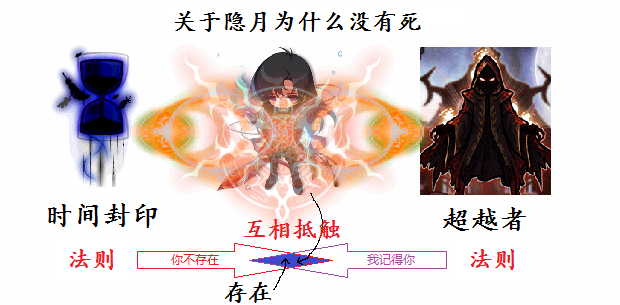 关于隐月为什么没有死
时间封印
互相抵触
超越者
法则
你不存在
我记得你
法则
存在